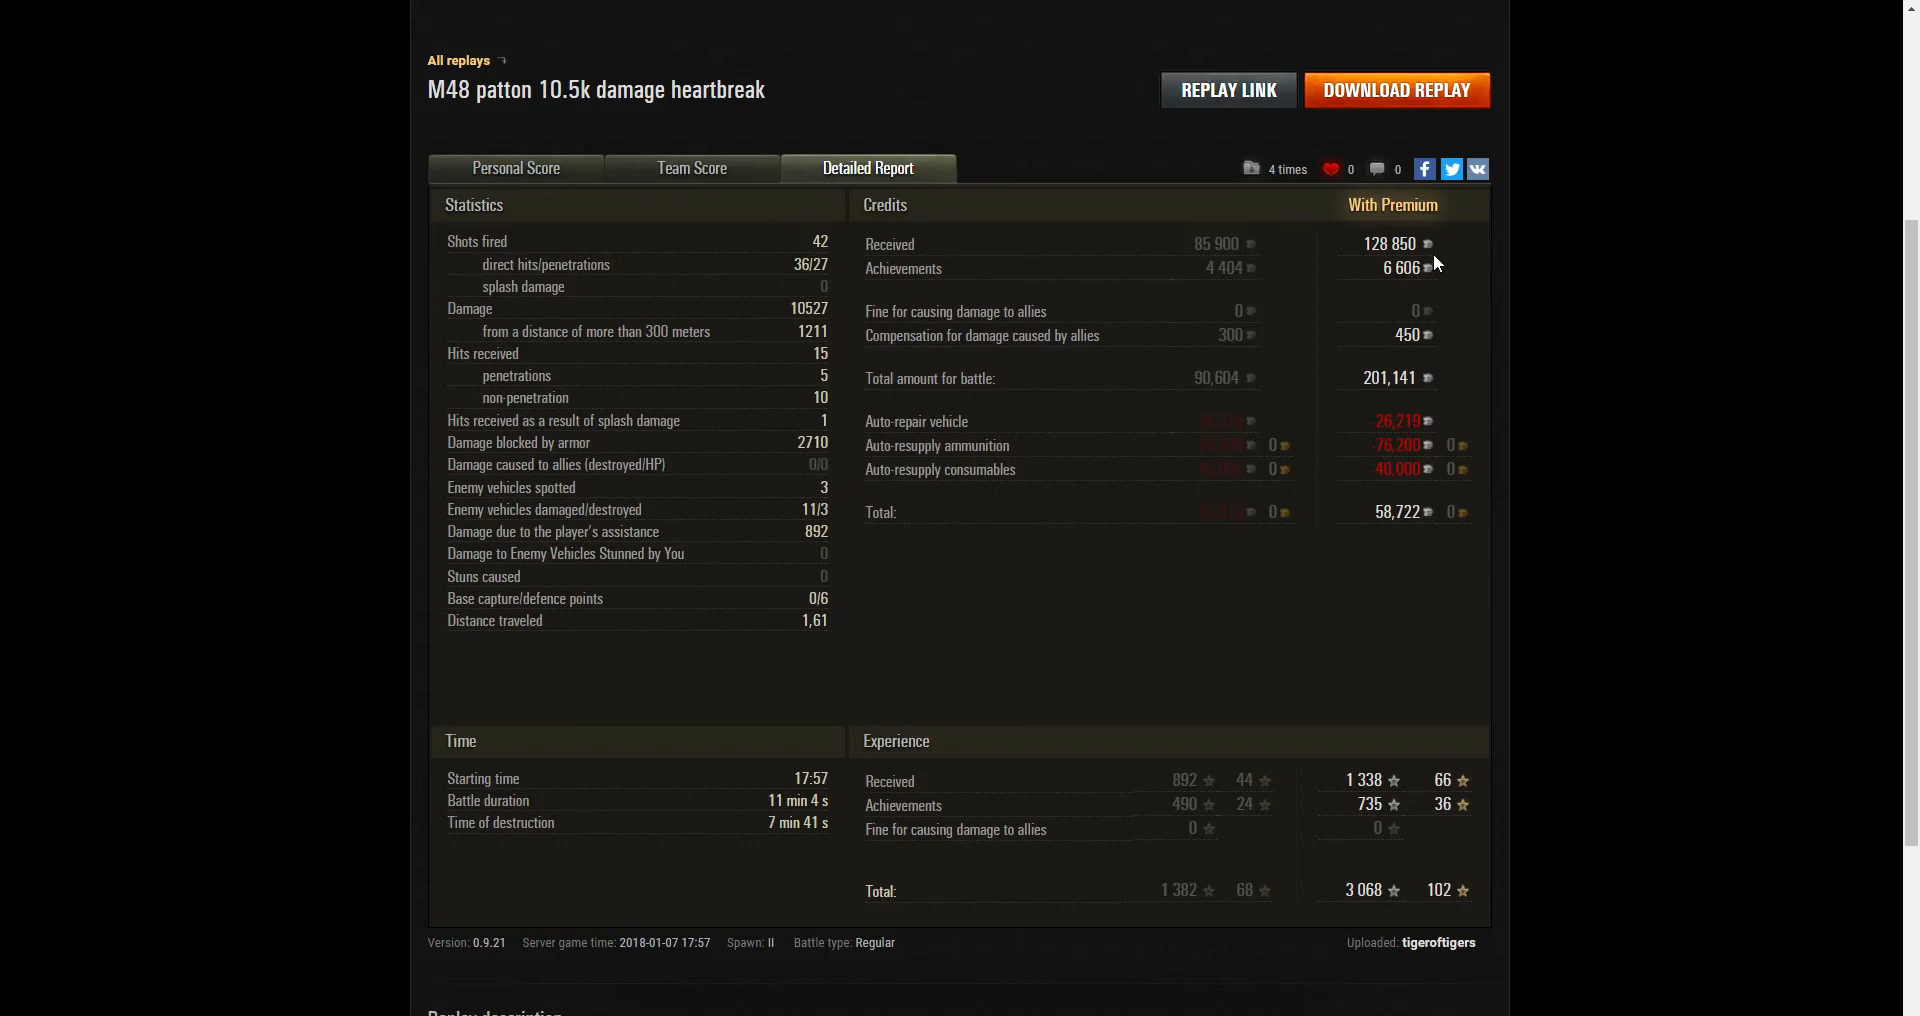 All replays
M48 patton 10.5k damage heartbreak
REPLAY LINK
DOWNLOAD REPLAY
Personal Score
Team Score
Detailed Report
4 times 0 0
Statistics
Shots fired 42
direct hits/penetrations 36/27
splash damage 0
Damage 10527
from a distance of more than 300 meters 1211
Hits received 15
penetrations 5
non-penetration 10
Hits received as a result of splash damage 1
Damage blocked by armor 2710
Damage caused to allies (destroyed/HP) 0/0
Enemy vehicles spotted 3
Enemy vehicles damaged/destroyed 11/3
Damage due to the player's assistance 892
Damage to Enemy Vehicles Stunned by You 0
Stuns caused 0
Base capture/defence points 0/6
Distance traveled 1,61
Credits With Premium
Received 85 900 128 850
Achievements 4 404 6 606
Fine for causing damage to allies 0 0
Compensation for damage caused by allies 300 450
Total amount for battle: 90,604 201,141
Auto-repair vehicle -26,219
Auto-resupply ammunition 0 -76,200 0
Auto-resupply consumables 0 -40,000 0
Total: 0 58,722 0
Time
Starting time 17:57
Battle duration 11 min 4 s
Time of destruction 7 min 41 s
Experience
Received 892 44 1 338 66
Achievements 490 24 735 36
Fine for causing damage to allies 0 0
Total: 1 382 68 3 068 102
Version: 0.9.21 Server game time: 2018-01-07 17:57 Spawn: II Battle type: Regular Uploaded: tigeroftigers
Replay description